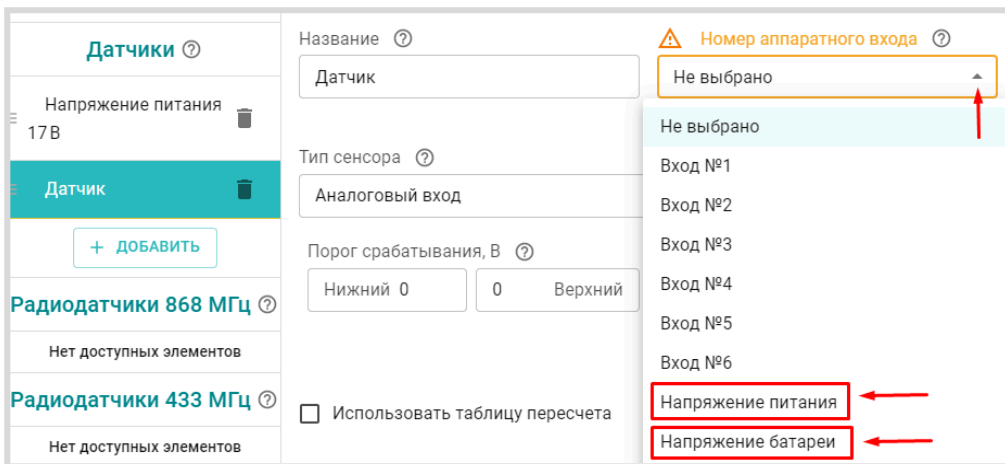 Датчики
Напряжение питания
17 В
Датчик
+ ДОБАВИТЬ
Радиодатчики 868 МГц
Нет доступных элементов
Радиодатчики 433 МГц
Нет доступных элементов
Название
Датчик
Тип сенсора
Аналоговый вход
Порог срабатывания, В
Нижний 0
0 Верхний
Использовать таблицу пересчета
Номер аппаратного входа
Не выбрано
Не выбрано
Вход №1
Вход №2
Вход №3
Вход №4
Вход №5
Вход №6
Напряжение питания
Напряжение батареи